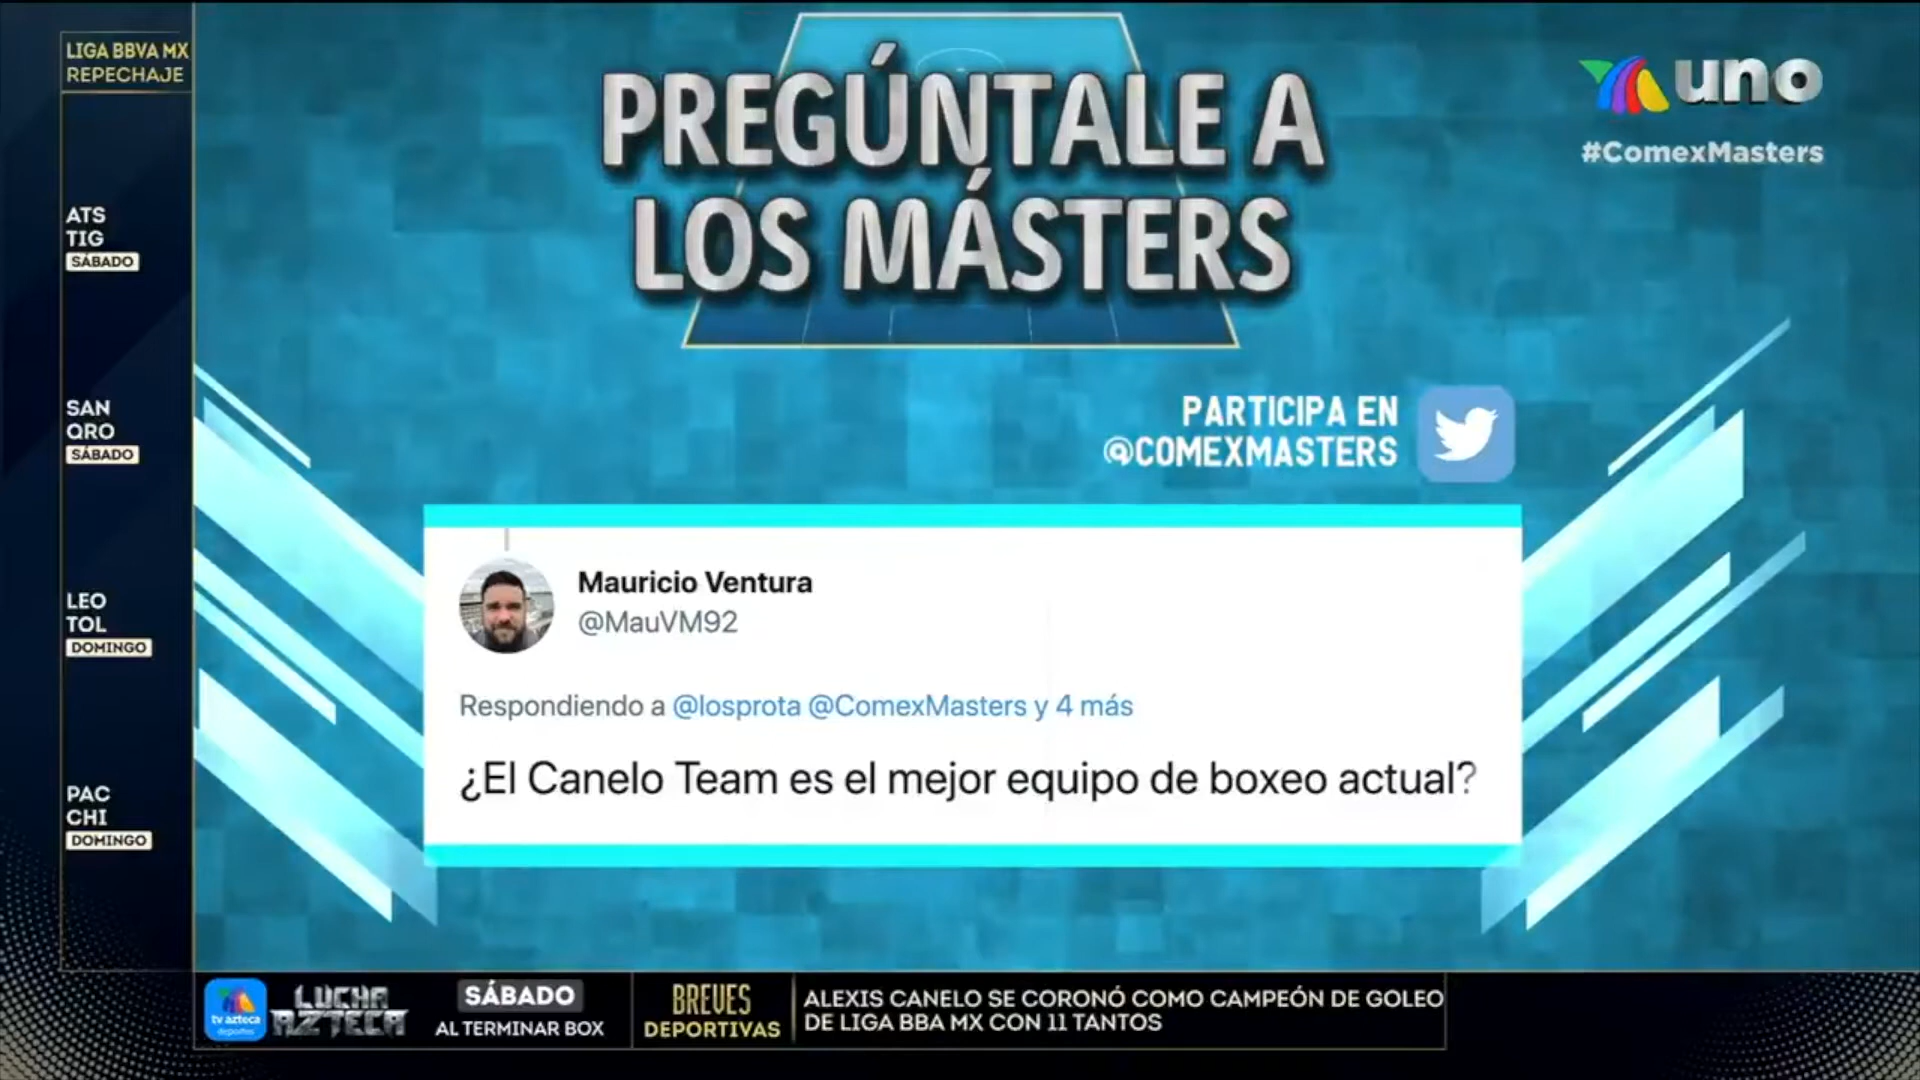 LIGA BBVA MX
REPECHAJE
ATS
TIG
SÁBADO
SAN
QRO
SÁBADO
LEO
TOL
DOMINGO
PAC
CHI
DOMINGO
PREGÚNTALE A
LOS MÁSTERS
uno
#ComexMasters
PARTICIPA EN
@COMEXMASTERS
Mauricio Ventura
@MauVM92
Respondiendo a @losprota @ComexMasters y 4 más
¿El Canelo Team es el mejor equipo de boxeo actual?
tv azteca
deportes
LUCHA
AZTECA
SÁBADO
AL TERMINAR BOX
BREVES
DEPORTIVAS
ALEXIS CANELO SE CORONÓ COMO CAMPEÓN DE GOLEO
DE LIGA BBA MX CON 11 TANTOS